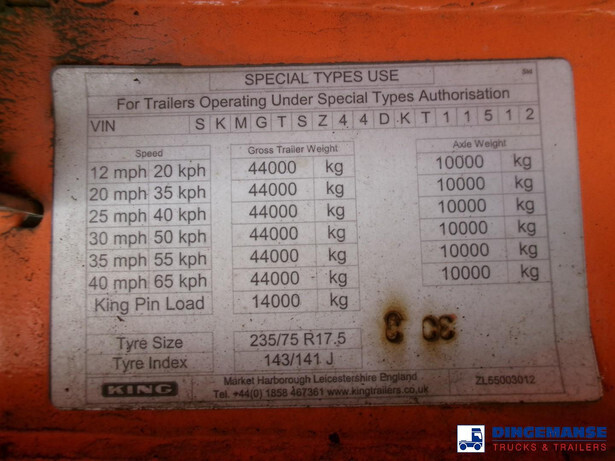 SPECIAL TYPES USE
For Trailers Operating Under Special Types Authorisation
VIN S K M G T S Z 4 4 D K T 1 1 5 1 2
Speed Gross Trailer Weight Axle Weight
12 mph 20 kph 44000 kg 10000 kg
20 mph 35 kph 44000 kg 10000 kg
25 mph 40 kph 44000 kg 10000 kg
30 mph 50 kph 44000 kg 10000 kg
35 mph 55 kph 44000 kg 10000 kg
40 mph 65 kph 44000 kg 10000 kg
King Pin Load 14000 kg
Tyre Size 235/75 R17.5
Tyre Index 143/141 J
KING Market Harborough Leicestershire England ZL55003012
Tel. +44(0) 1858 467361 www.kingtrailers.co.uk
DINGEMANSE
TRUCKS & TRAILERS